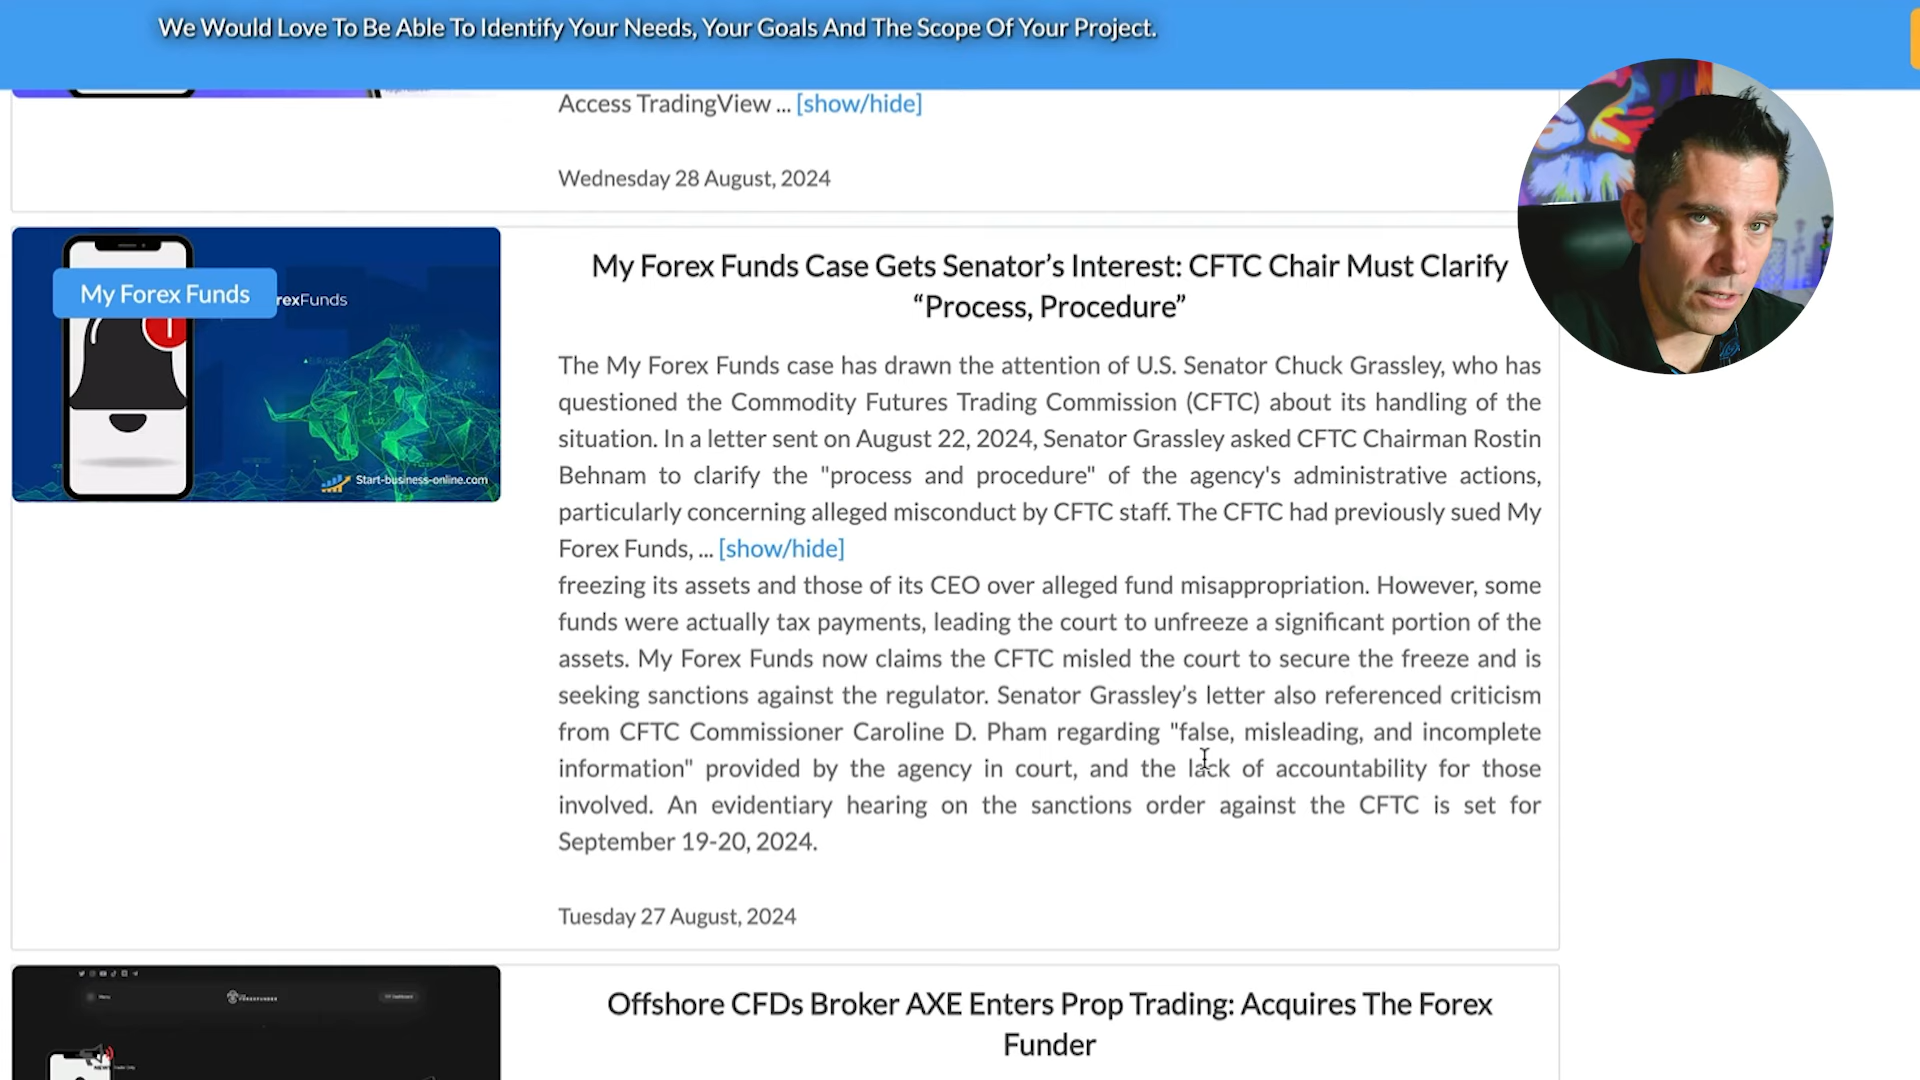 We Would Love To Be Able To Identify Your Needs, Your Goals And The Scope Of Your Project.
Access TradingView ... [show/hide]
Wednesday 28 August, 2024
My Forex Funds
rexFunds
Start-business-online.com
My Forex Funds Case Gets Senator’s Interest: CFTC Chair Must Clarify
“Process, Procedure”
The My Forex Funds case has drawn the attention of U.S. Senator Chuck Grassley, who has
questioned the Commodity Futures Trading Commission (CFTC) about its handling of the
situation. In a letter sent on August 22, 2024, Senator Grassley asked CFTC Chairman Rostin
Behnam to clarify the "process and procedure" of the agency's administrative actions,
particularly concerning alleged misconduct by CFTC staff. The CFTC had previously sued My
Forex Funds, ... [show/hide]
freezing its assets and those of its CEO over alleged fund misappropriation. However, some
funds were actually tax payments, leading the court to unfreeze a significant portion of the
assets. My Forex Funds now claims the CFTC misled the court to secure the freeze and is
seeking sanctions against the regulator. Senator Grassley’s letter also referenced criticism
from CFTC Commissioner Caroline D. Pham regarding "false, misleading, and incomplete
information" provided by the agency in court, and the lack of accountability for those
involved. An evidentiary hearing on the sanctions order against the CFTC is set for
September 19-20, 2024.
Tuesday 27 August, 2024
Offshore CFDs Broker AXE Enters Prop Trading: Acquires The Forex
Funder